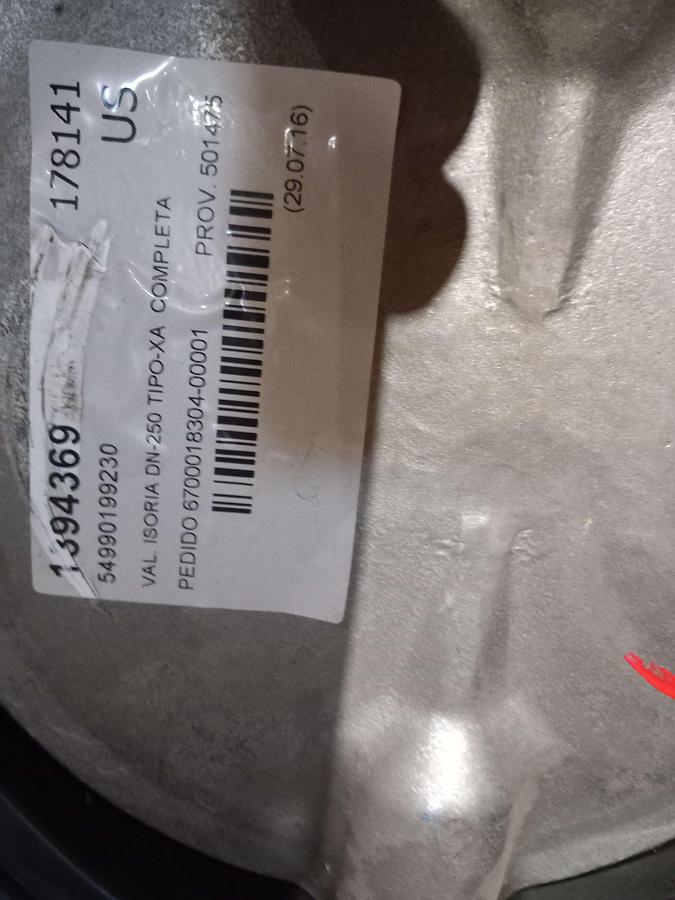 1394369 178141
54990199230 US
VAL. ISORIA DN-250 TIPO-XA COMPLETA
PEDIDO 6700018304-00001 PROV. 501475
(29.07.16)